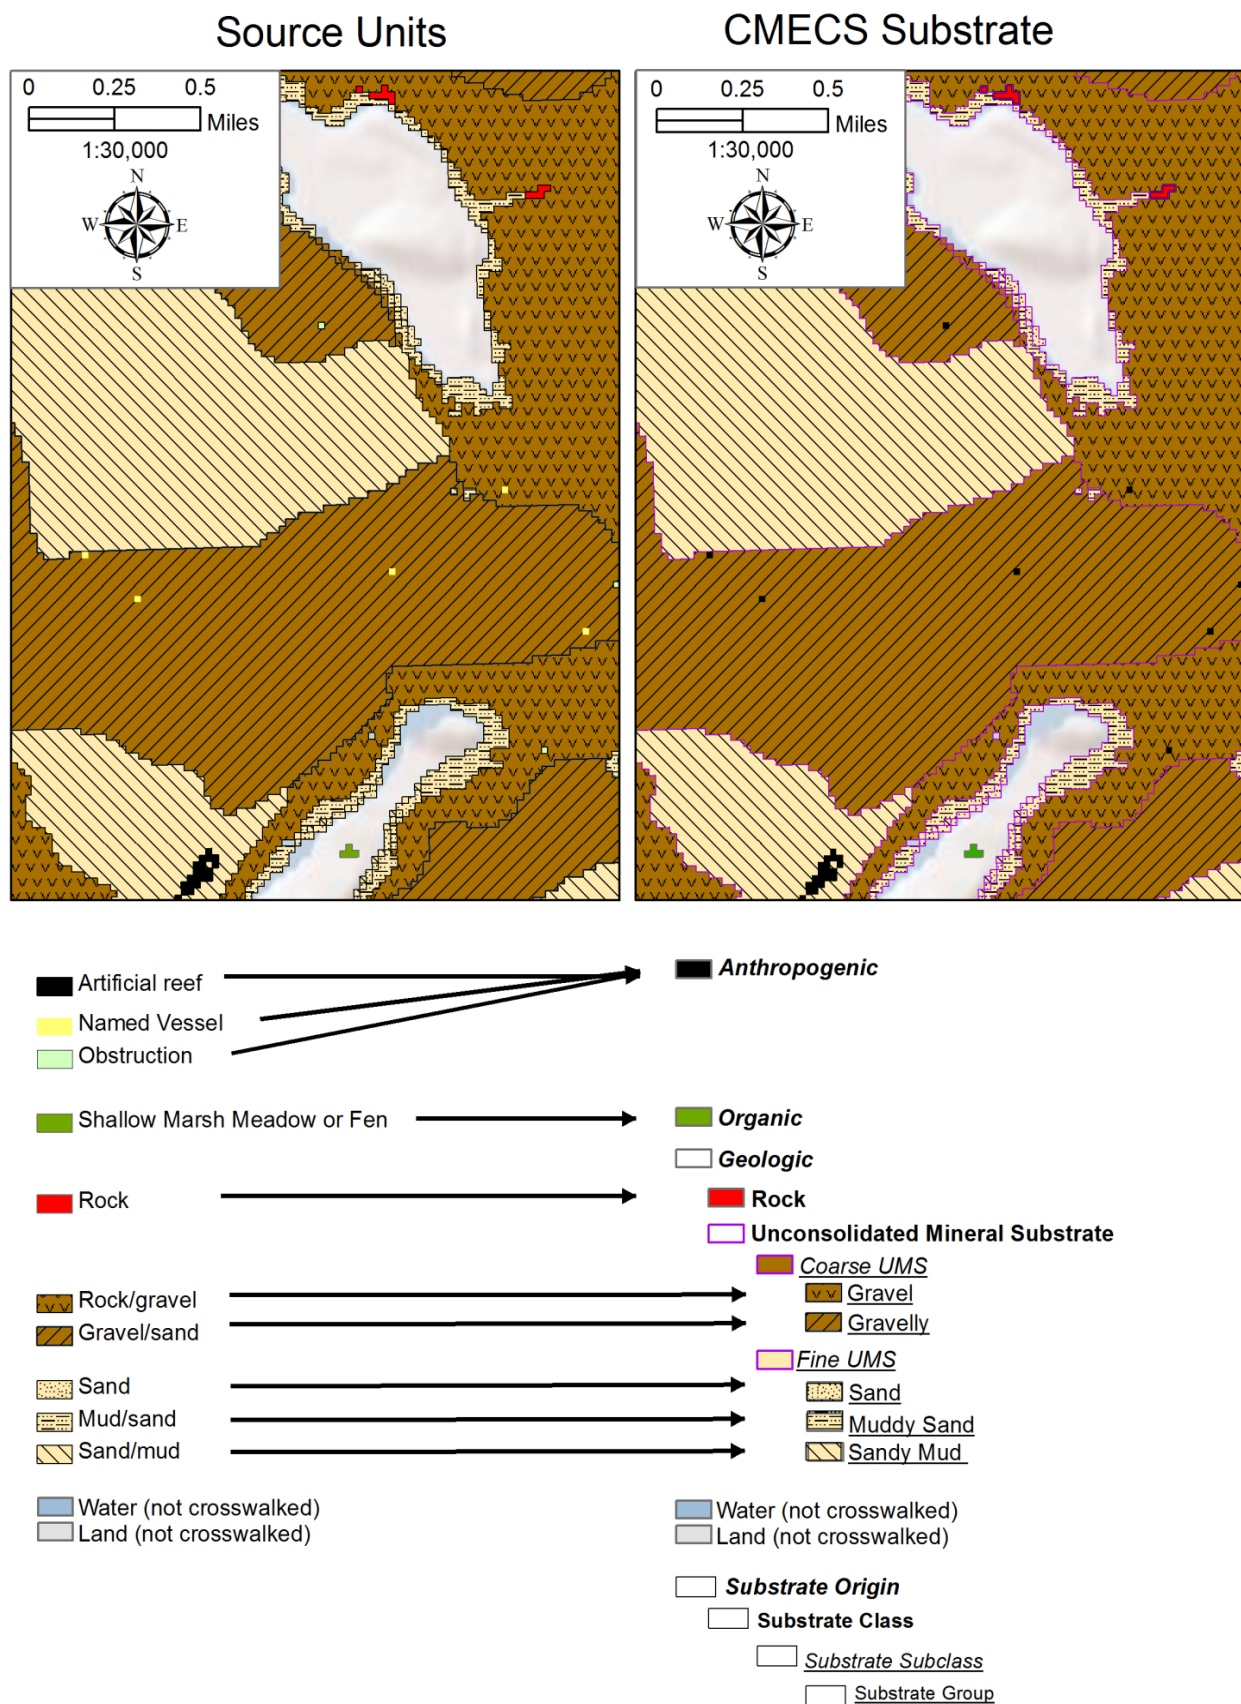 Source Units
CMECS Substrate
0 0.25 0.5
Miles
1:30,000
N
W E
S
0 0.25 0.5
Miles
1:30,000
N
W E
S
Artificial reef
Named Vessel
Obstruction
Shallow Marsh Meadow or Fen
Rock
Rock/gravel
Gravel/sand
Sand
Mud/sand
Sand/mud
Water (not crosswalked)
Land (not crosswalked)
Anthropogenic
Organic
Geologic
Rock
Unconsolidated Mineral Substrate
Coarse UMS
Gravel
Gravelly
Fine UMS
Sand
Muddy Sand
Sandy Mud
Water (not crosswalked)
Land (not crosswalked)
Substrate Origin
Substrate Class
Substrate Subclass
Substrate Group